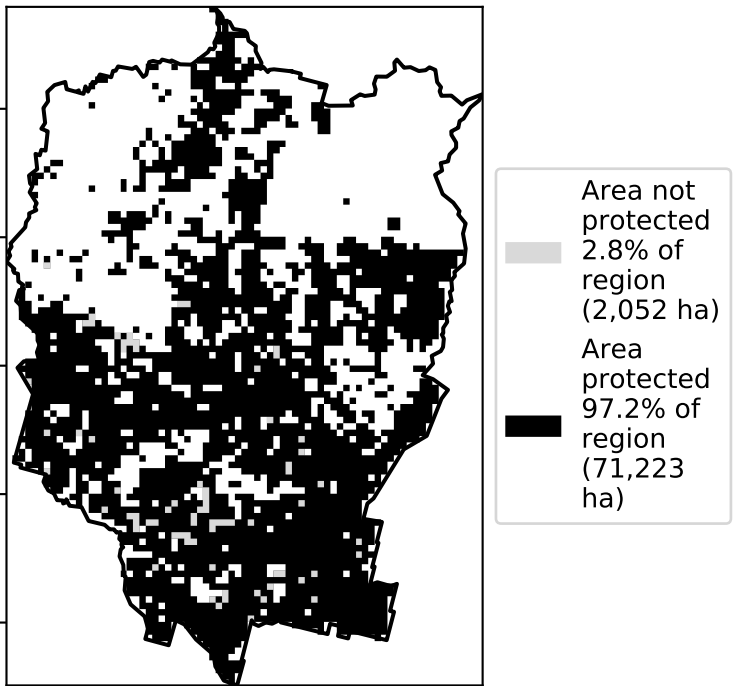 Area not
protected
2.8% of
region
(2,052 ha)
Area
protected
97.2% of
region
(71,223
ha)